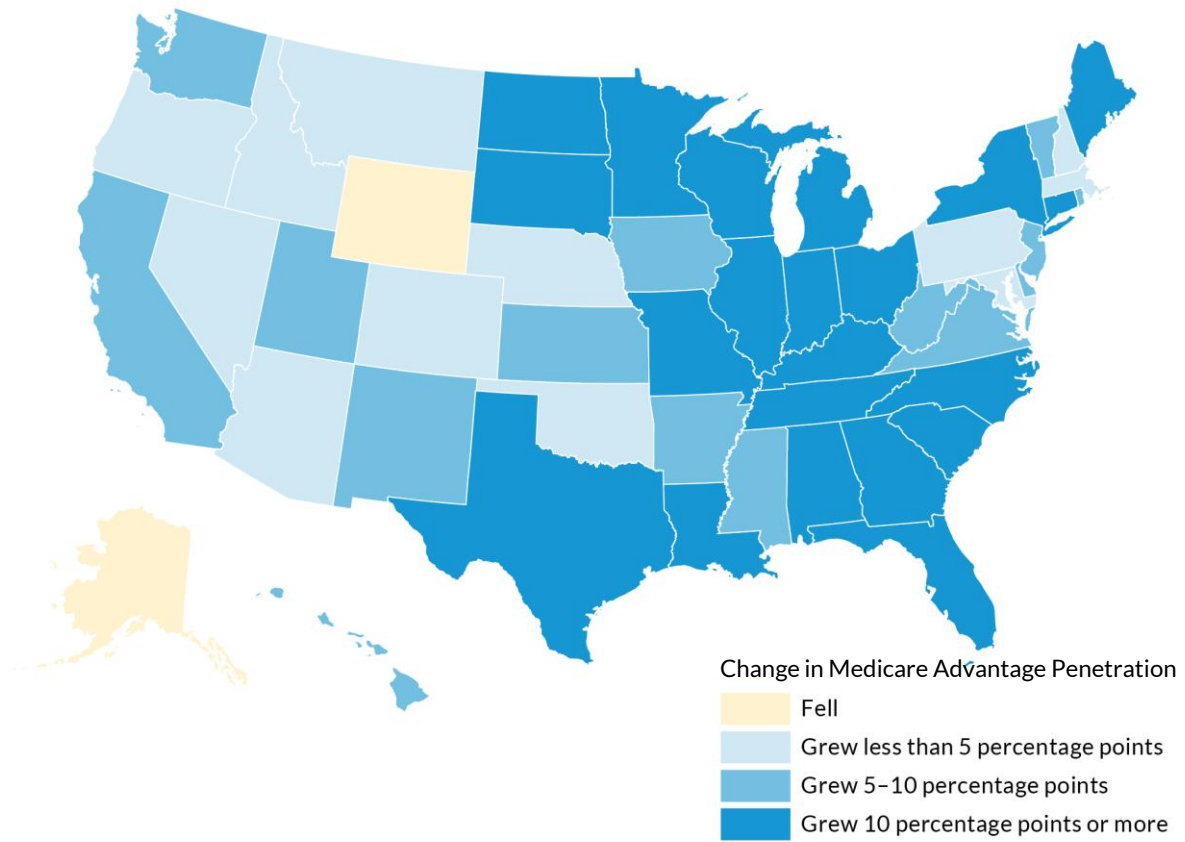 Change in Medicare Advantage Penetration
Fell
Grew less than 5 percentage points
Grew 5–10 percentage points
Grew 10 percentage points or more